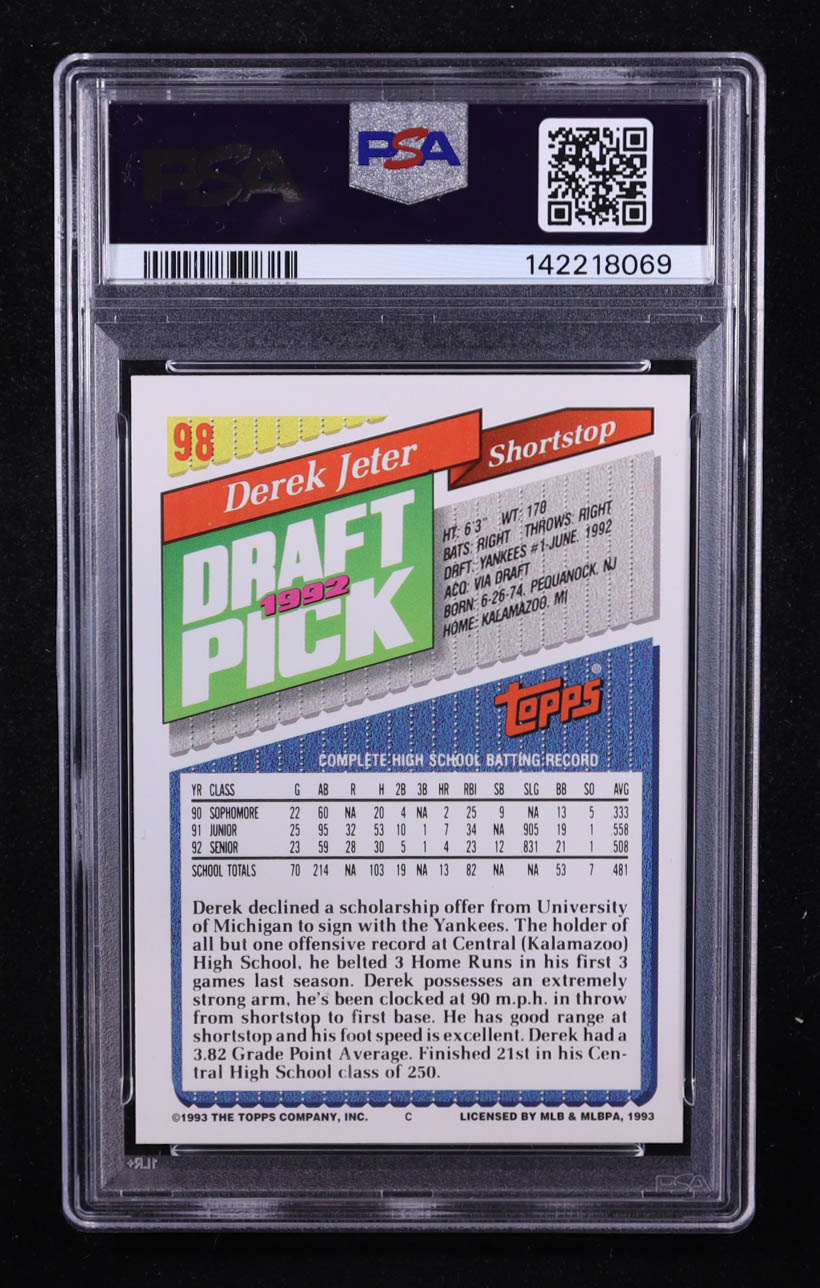 PSA
PSA
142218069
98
Derek Jeter
Shortstop
DRAFT
1992
PICK
HT: 6'3" WT: 178
BATS: RIGHT THROWS: RIGHT
DRFT: YANKEES #1-JUNE, 1992
ACQ: VIA DRAFT
BORN: 6-26-74, PEQUANOCK, NJ
HOME: KALAMAZOO, MI
TOPPS®
COMPLETE HIGH SCHOOL BATTING RECORD
YR CLASS G AB R H 2B 3B HR RBI SB SLG BB SO AVG
90 SOPHOMORE 22 60 NA 20 4 NA 2 25 9 NA 13 5 .333
91 JUNIOR 25 95 32 53 10 1 7 34 NA .905 19 1 .558
92 SENIOR 23 59 28 30 5 1 4 23 12 .831 21 1 .508
SCHOOL TOTALS 70 214 NA 103 19 NA 13 82 NA NA 53 7 .481
Derek declined a scholarship offer from University
of Michigan to sign with the Yankees. The holder of
all but one offensive record at Central (Kalamazoo)
High School, he belted 3 Home Runs in his first 3
games last season. Derek possesses an extremely
strong arm, he's been clocked at 90 m.p.h. in throw
from shortstop to first base. He has good range at
shortstop and his foot speed is excellent. Derek had a
3.82 Grade Point Average. Finished 21st in his Cen-
tral High School class of 250.
©1993 THE TOPPS COMPANY, INC. C LICENSED BY MLB & MLBPA, 1993
1LR+
PSA